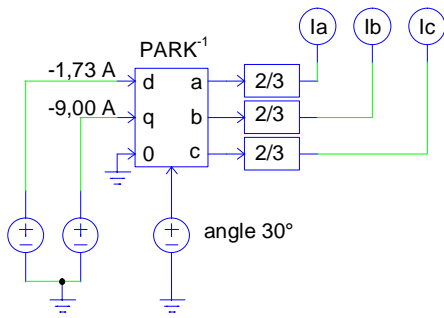 Ia Ib Ic
PARK⁻¹
-1,73 A d a 2/3
-9,00 A q b 2/3
0 c 2/3
angle 30°